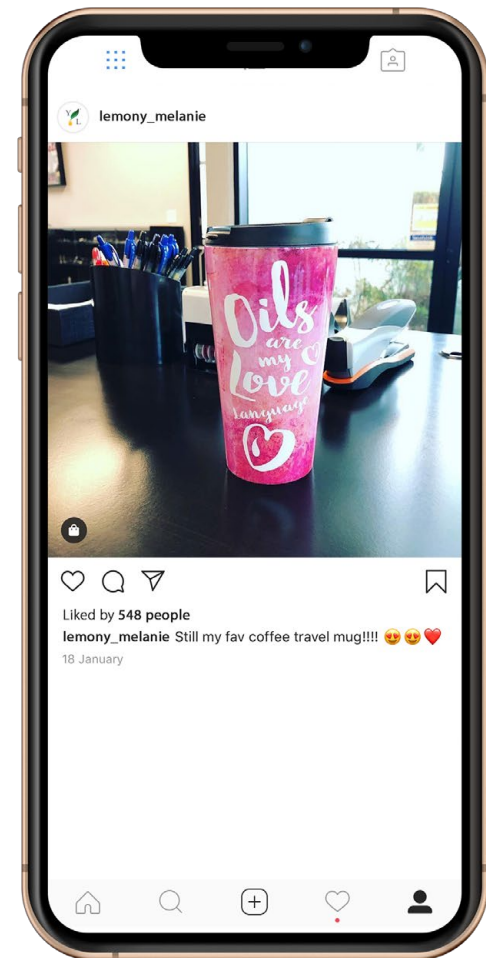 Y L
lemony_melanie
Oils
are
my
Love
Language
Liked by 548 people
lemony_melanie Still my fav coffee travel mug!!!! 😍😍❤️
18 January